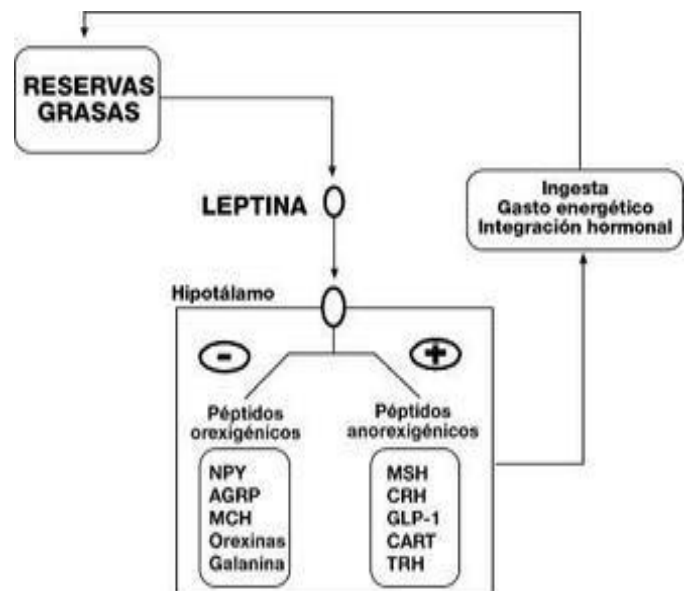 RESERVAS
GRASAS
LEPTINA
Ingesta
Gasto energético
Integración hormonal
Hipotálamo
-
+
Péptidos
orexigénicos
NPY
AGRP
MCH
Orexinas
Galanina
Péptidos
anorexigénicos
MSH
CRH
GLP-1
CART
TRH